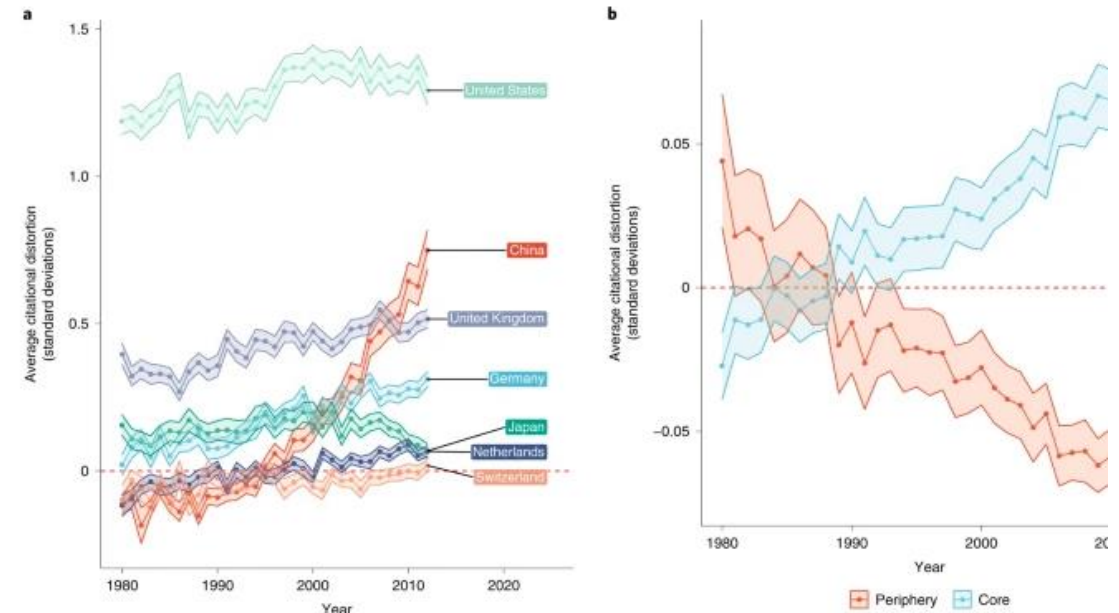 a
Average citational distortion
(standard deviations)
1.5
1.0
0.5
0
United States
China
United Kingdom
Germany
Japan
Netherlands
Switzerland
1980
1990
2000
2010
2020
Year
b
Average citational distortion
(standard deviations)
0.05
0
–0.05
1980
1990
2000
Year
Periphery
Core